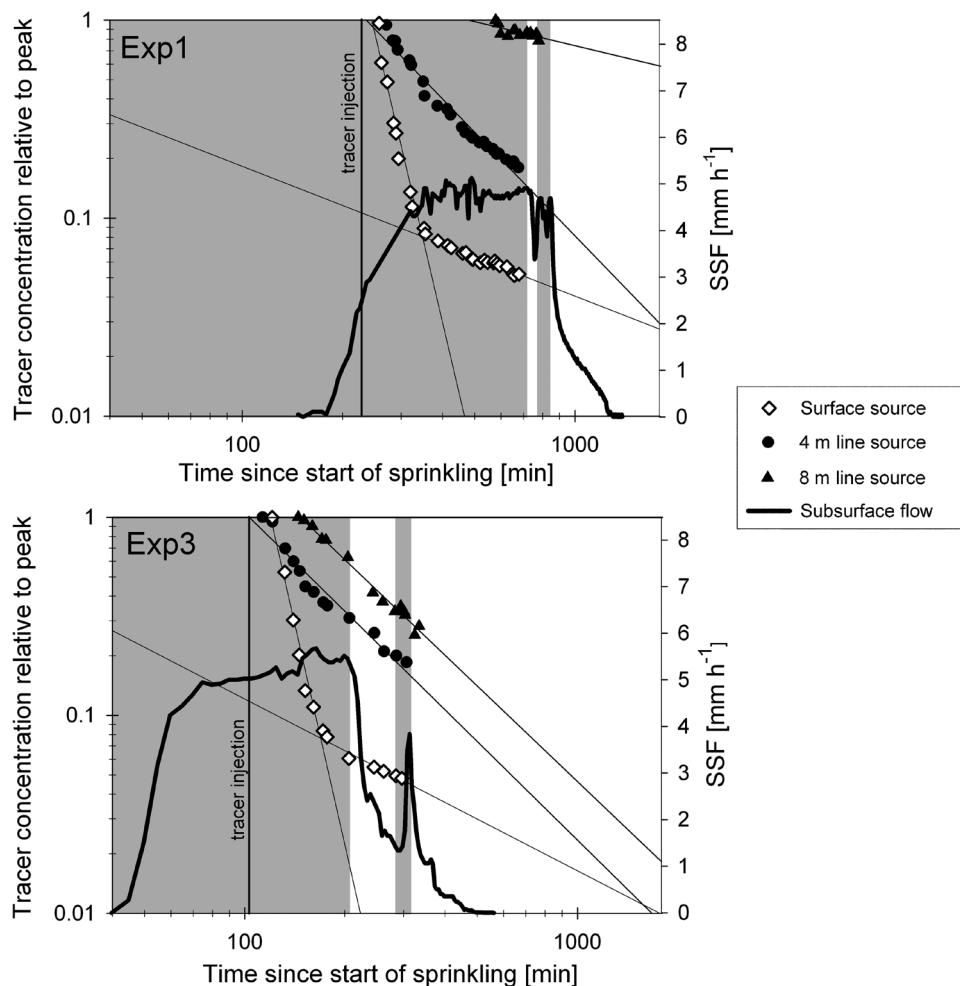 Exp1
tracer injection
Tracer concentration relative to peak
1
0.1
0.01
8
7
6
5
4
3
2
1
0
SSF [mm h-1]
100
1000
Time since start of sprinkling [min]
Surface source
4 m line source
8 m line source
Subsurface flow
Exp3
tracer injection
Tracer concentration relative to peak
1
0.1
0.01
8
7
6
5
4
3
2
1
0
SSF [mm h-1]
100
1000
Time since start of sprinkling [min]